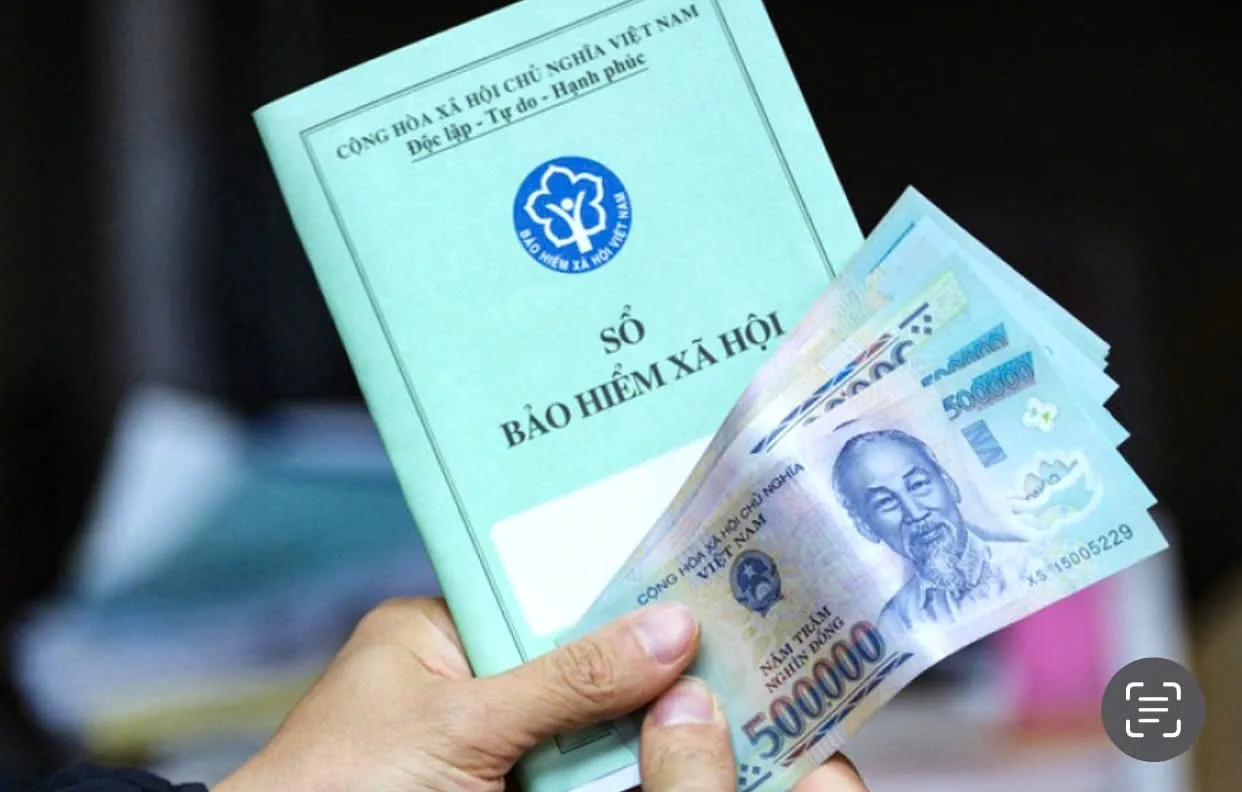 CỘNG HÒA XÃ HỘI CHỦ NGHĨA VIỆT NAM
Độc lập - Tự do - Hạnh phúc
BẢO HIỂM XÃ HỘI VIỆT NAM
SỔ
BẢO HIỂM XÃ HỘI
500000
500000
CỘNG HÒA XÃ HỘI CHỦ NGHĨA
VIỆT NAM
XS 15005229
NĂM TRĂM
NGHÌN ĐỒNG
500000